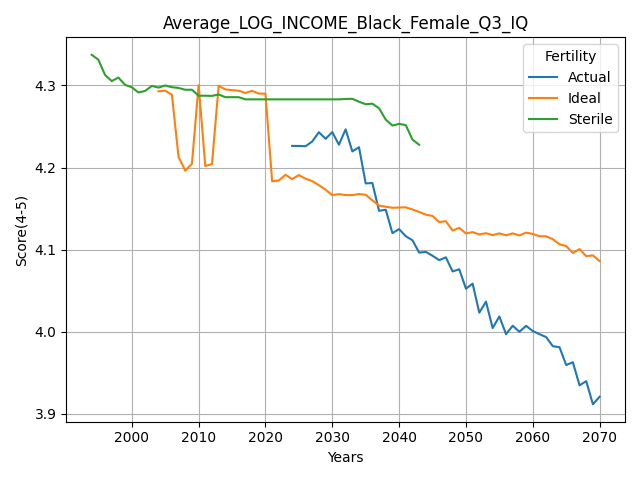 Average_LOG_INCOME_Black_Female_Q3_IQ
Fertility
Actual
Ideal
Sterile
Score(4-5)
4.3
4.2
4.1
4.0
3.9
2000 2010 2020 2030 2040 2050 2060 2070
Years